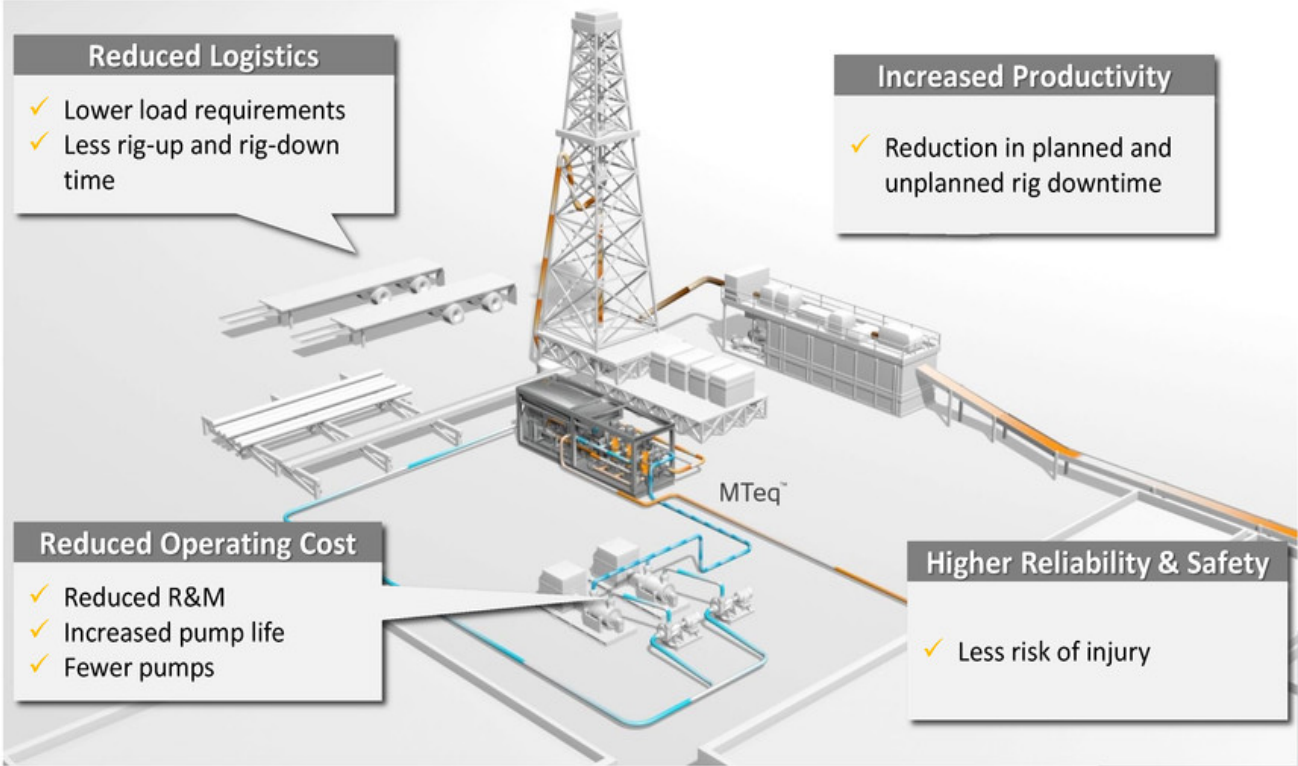 Reduced Logistics
✓ Lower load requirements
✓ Less rig-up and rig-down
time
Increased Productivity
✓ Reduction in planned and
unplanned rig downtime
MTeq™
Reduced Operating Cost
✓ Reduced R&M
✓ Increased pump life
✓ Fewer pumps
Higher Reliability & Safety
✓ Less risk of injury